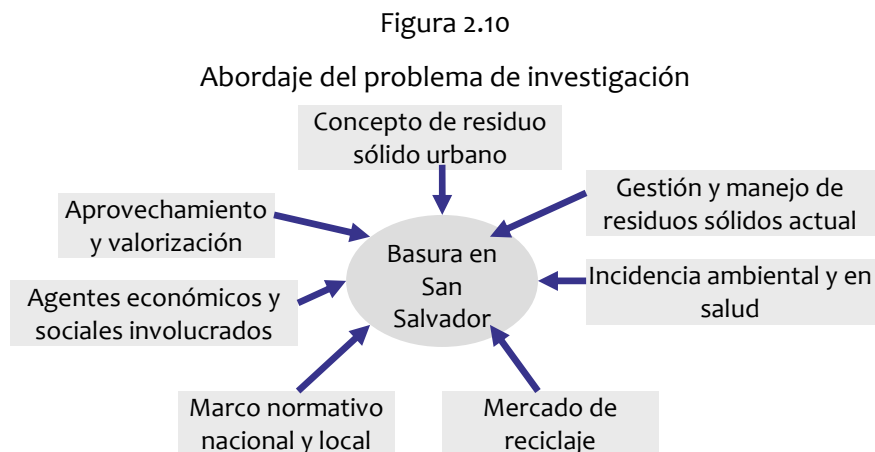 Figura 2.10
Abordaje del problema de investigación
Concepto de residuo
sólido urbano
Gestión y manejo de
residuos sólidos actual
Aprovechamiento
y valorización
Basura en
San
Salvador
Incidencia ambiental y en
salud
Agentes económicos y
sociales involucrados
Marco normativo
nacional y local
Mercado de
reciclaje